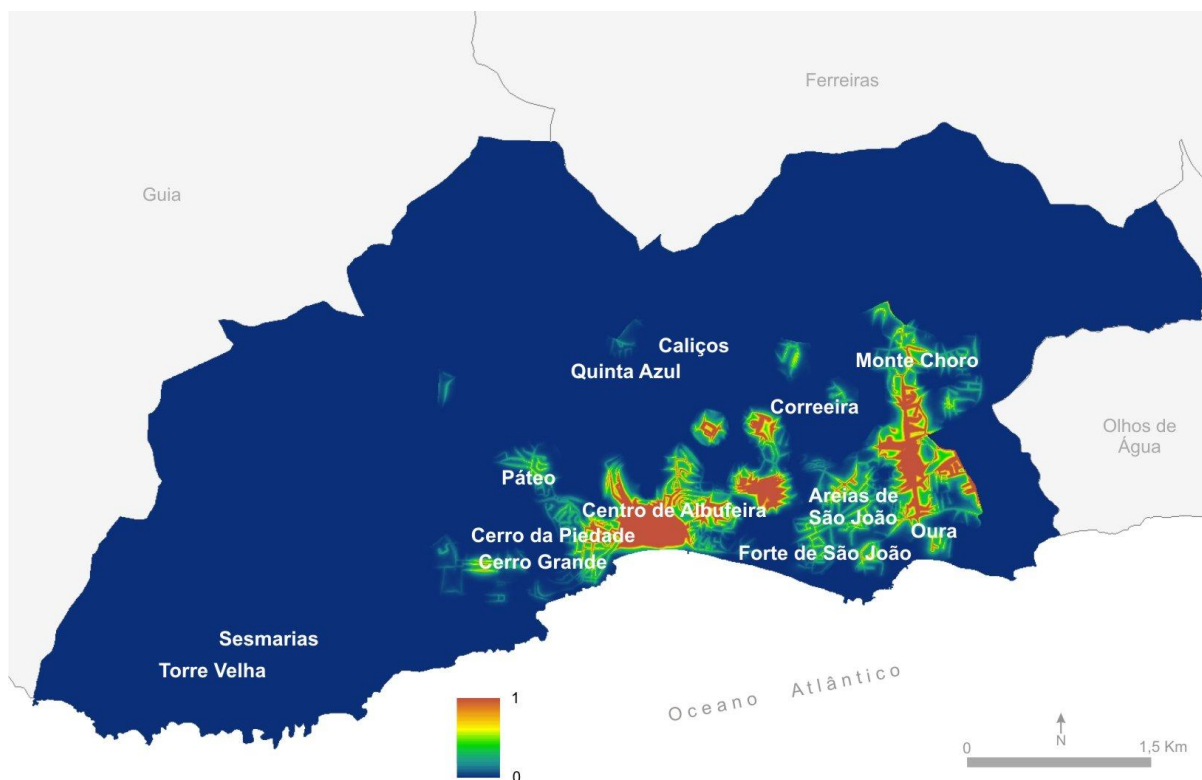 Ferreiras
Guia
Caliços
Monte Choro
Quinta Azul
Correeira
Olhos de
Água
Páteo
Areias de
São João
Centro de Albufeira
Cerro da Piedade
Oura
Forte de São João
Cerro Grande
Sesmarias
Torre Velha
Oceano Atlântico
1
0
N
0
1,5 Km